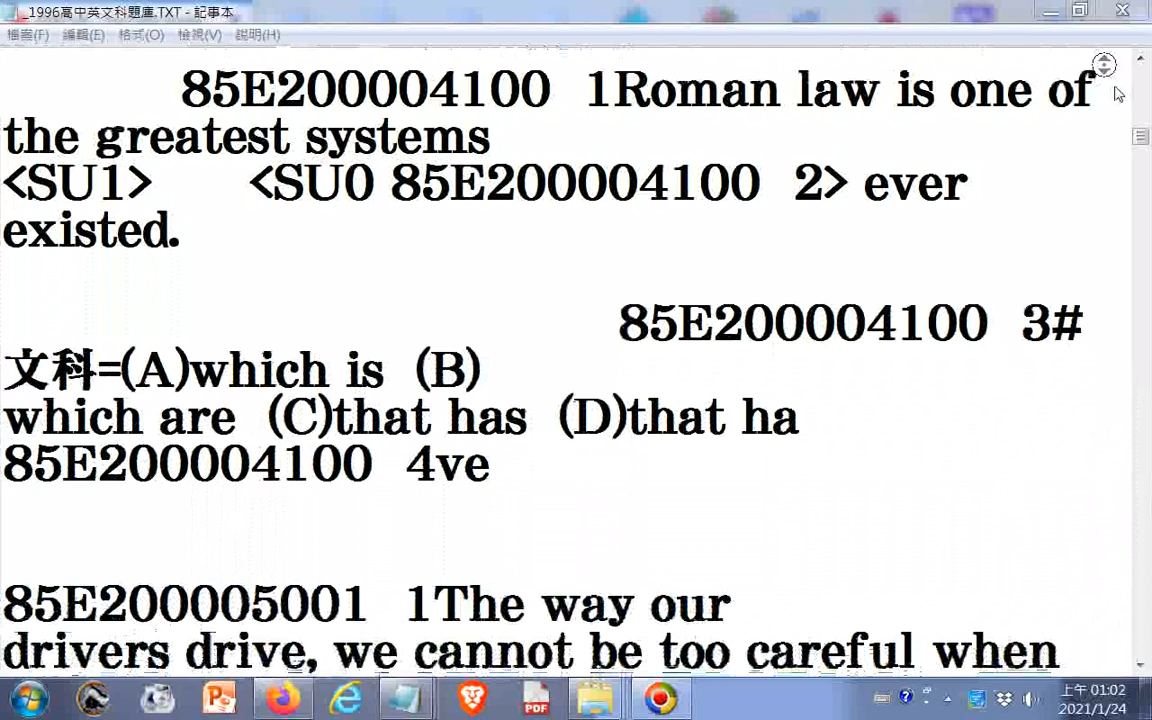 _1996高中英文科題庫.TXT - 記事本
檔案(F) 編輯(E) 格式(O) 檢視(V) 說明(H)
85E200004100 1Roman law is one of
the greatest systems
<SU1> <SU0 85E200004100 2> ever
existed.
85E200004100 3#
文科=(A)which is (B)
which are (C)that has (D)that ha
85E200004100 4ve
85E200005001 1The way our
drivers drive, we cannot be too careful when
PDF
上午 01:02
2021/1/24